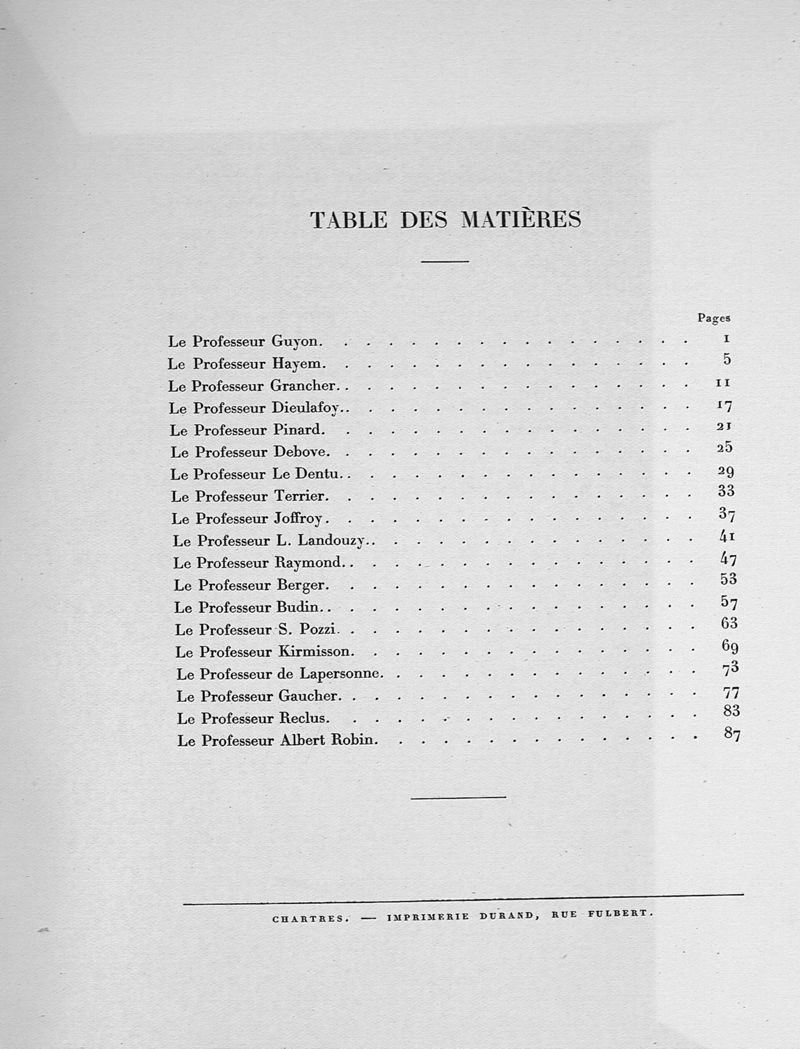 TABLE DES MATIÈRES
Pages
Le Professeur Guyon. . . . . . . . . . . . . . . . . 1
Le Professeur Hayem. . . . . . . . . . . . . . . . . 5
Le Professeur Grancher. . . . . . . . . . . . . . . . . 11
Le Professeur Dieulafoy. . . . . . . . . . . . . . . . . 17
Le Professeur Pinard. . . . . . . . . . . . . . . . . 21
Le Professeur Debove. . . . . . . . . . . . . . . . . 25
Le Professeur Le Dentu. . . . . . . . . . . . . . . . . 29
Le Professeur Terrier. . . . . . . . . . . . . . . . . 33
Le Professeur Joffroy. . . . . . . . . . . . . . . . . 37
Le Professeur L. Landouzy. . . . . . . . . . . . . . . . 41
Le Professeur Raymond. . . . . . . . . . . . . . . . . 47
Le Professeur Berger. . . . . . . . . . . . . . . . . 53
Le Professeur Budin. . . . . . . . . . . . . . . . . 57
Le Professeur S. Pozzi. . . . . . . . . . . . . . . . . 63
Le Professeur Kirmisson. . . . . . . . . . . . . . . . 69
Le Professeur de Lapersonne. . . . . . . . . . . . . . . 73
Le Professeur Gaucher. . . . . . . . . . . . . . . . . 77
Le Professeur Reclus. . . . . . . . . . . . . . . . . 83
Le Professeur Albert Robin. . . . . . . . . . . . . . . 87
CHARTRES. — IMPRIMERIE DURAND, RUE FULBERT.